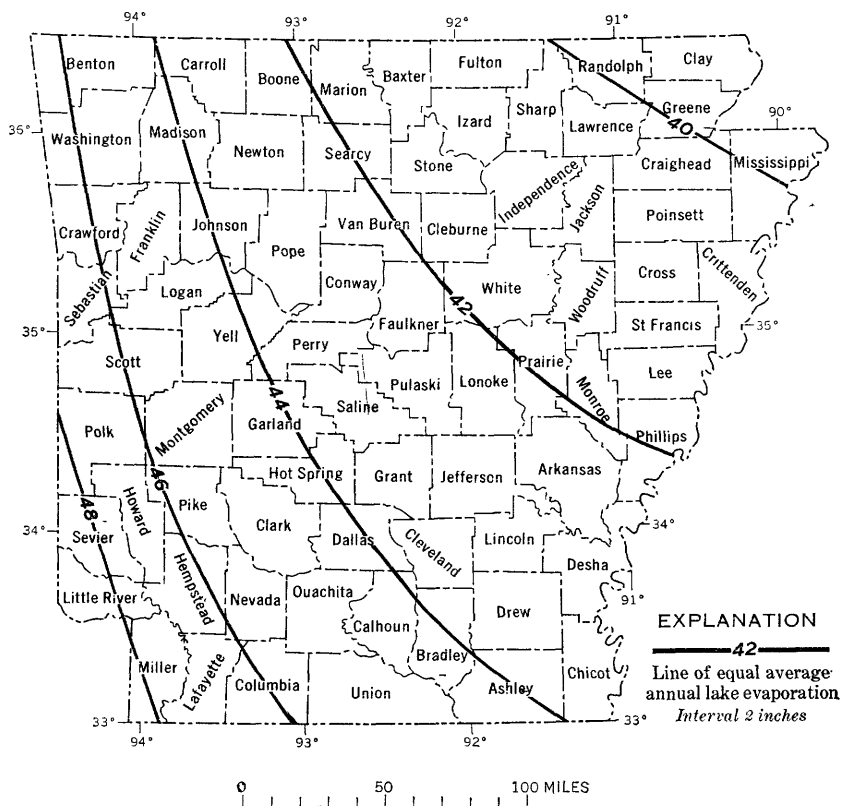 94° 93° 92° 91°
Benton Carroll Boone Marion Baxter Fulton Randolph Clay
36° Washington Madison Newton Searcy Stone Izard Sharp Lawrence Greene 40 90°
Independence Jackson Craighead Mississippi
Crawford Franklin Johnson Pope Van Buren Cleburne Poinsett
Sebastian Logan Conway White Woodruff Cross Crittenden
35° Scott Yell Perry Faulkner 42 Prairie St Francis 35°
Polk Montgomery 44 Garland Saline Pulaski Lonoke Monroe Lee Phillips
48 Howard 46 Pike Hot Spring Grant Jefferson Arkansas
34° Sevier Clark Dallas Cleveland Lincoln Desha 34°
Little River Hempstead Nevada Ouachita Calhoun Drew 91°
Miller Lafayette Columbia Union Bradley Ashley Chicot
33° 33°
94° 93° 92°
EXPLANATION
42
Line of equal average
annual lake evaporation
Interval 2 inches
0 50 100 MILES